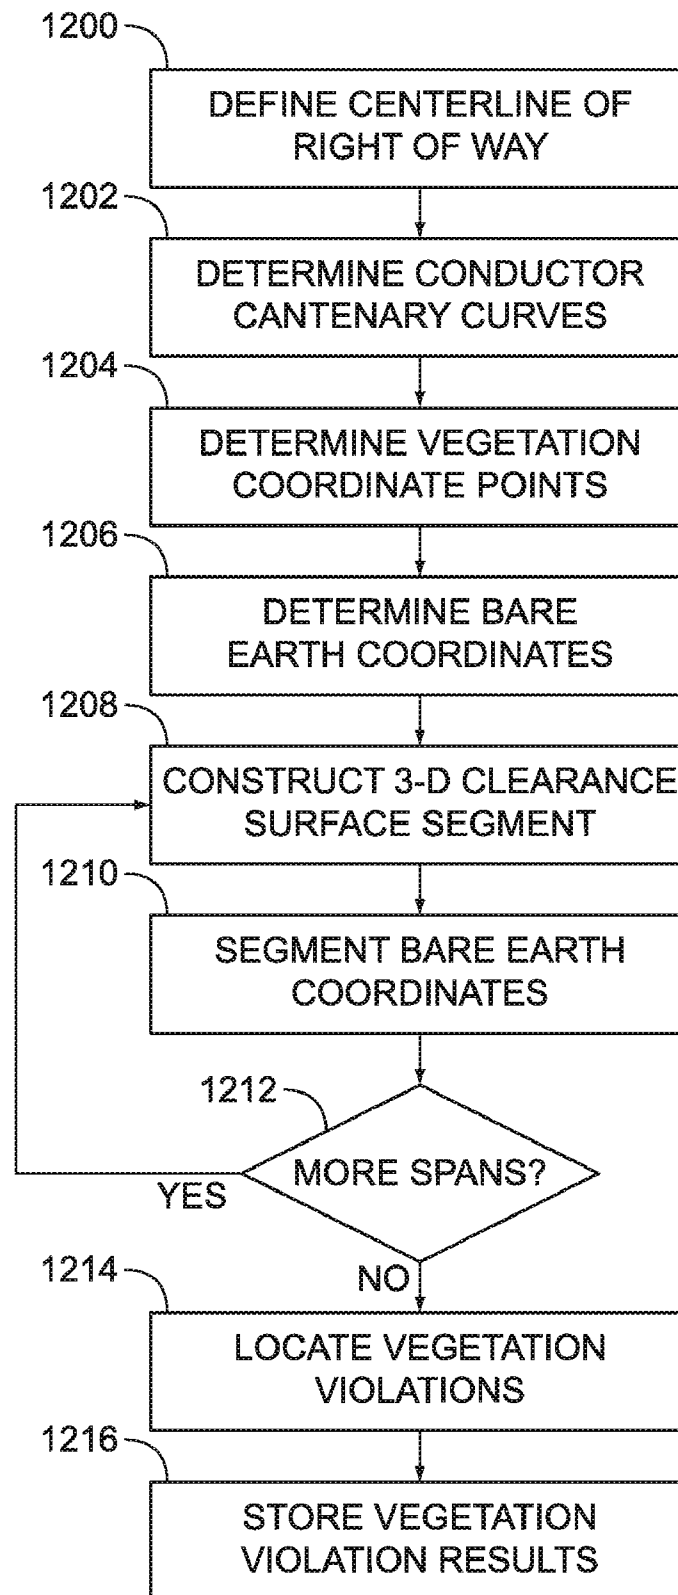 1200
DEFINE CENTERLINE OF
RIGHT OF WAY
1202
DETERMINE CONDUCTOR
CANTENARY CURVES
1204
DETERMINE VEGETATION
COORDINATE POINTS
1206
DETERMINE BARE
EARTH COORDINATES
1208
CONSTRUCT 3-D CLEARANCE
SURFACE SEGMENT
1210
SEGMENT BARE EARTH
COORDINATES
1212
MORE SPANS?
YES
NO
1214
LOCATE VEGETATION
VIOLATIONS
1216
STORE VEGETATION
VIOLATION RESULTS